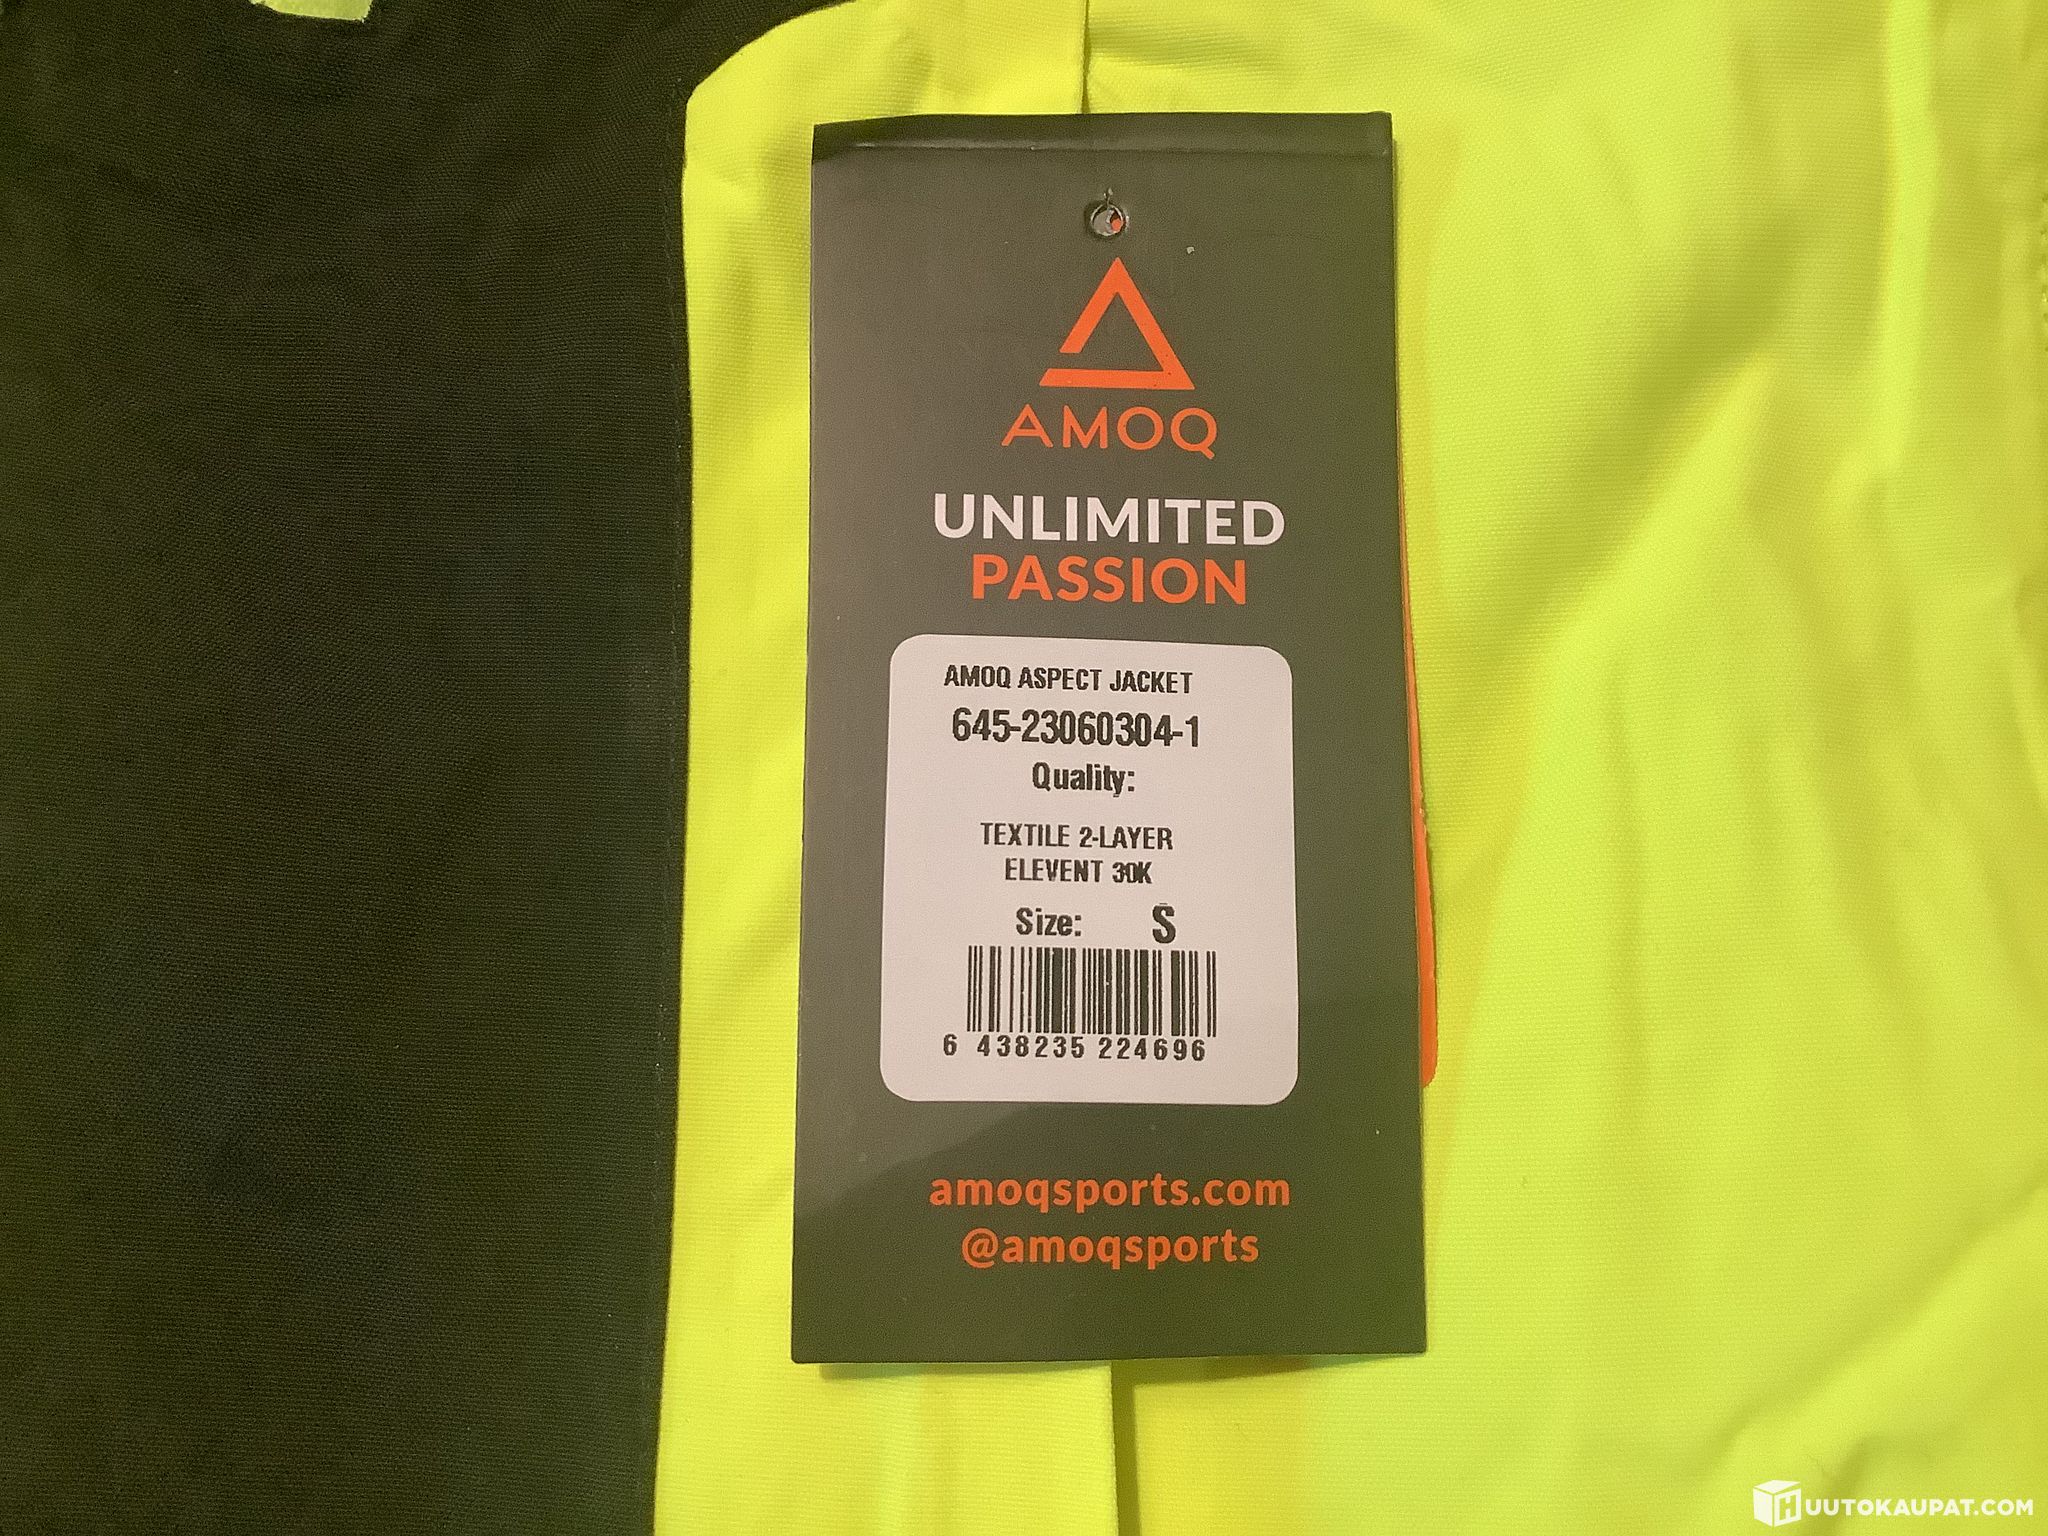 AMOQ
UNLIMITED
PASSION
AMOQ ASPECT JACKET
645-23060304-1
Quality:
TEXTILE 2-LAYER
ELEVENT 30K
Size: S
6 438235 224696
amoqsports.com
@amoqsports
HUUTOKAUPAT.COM